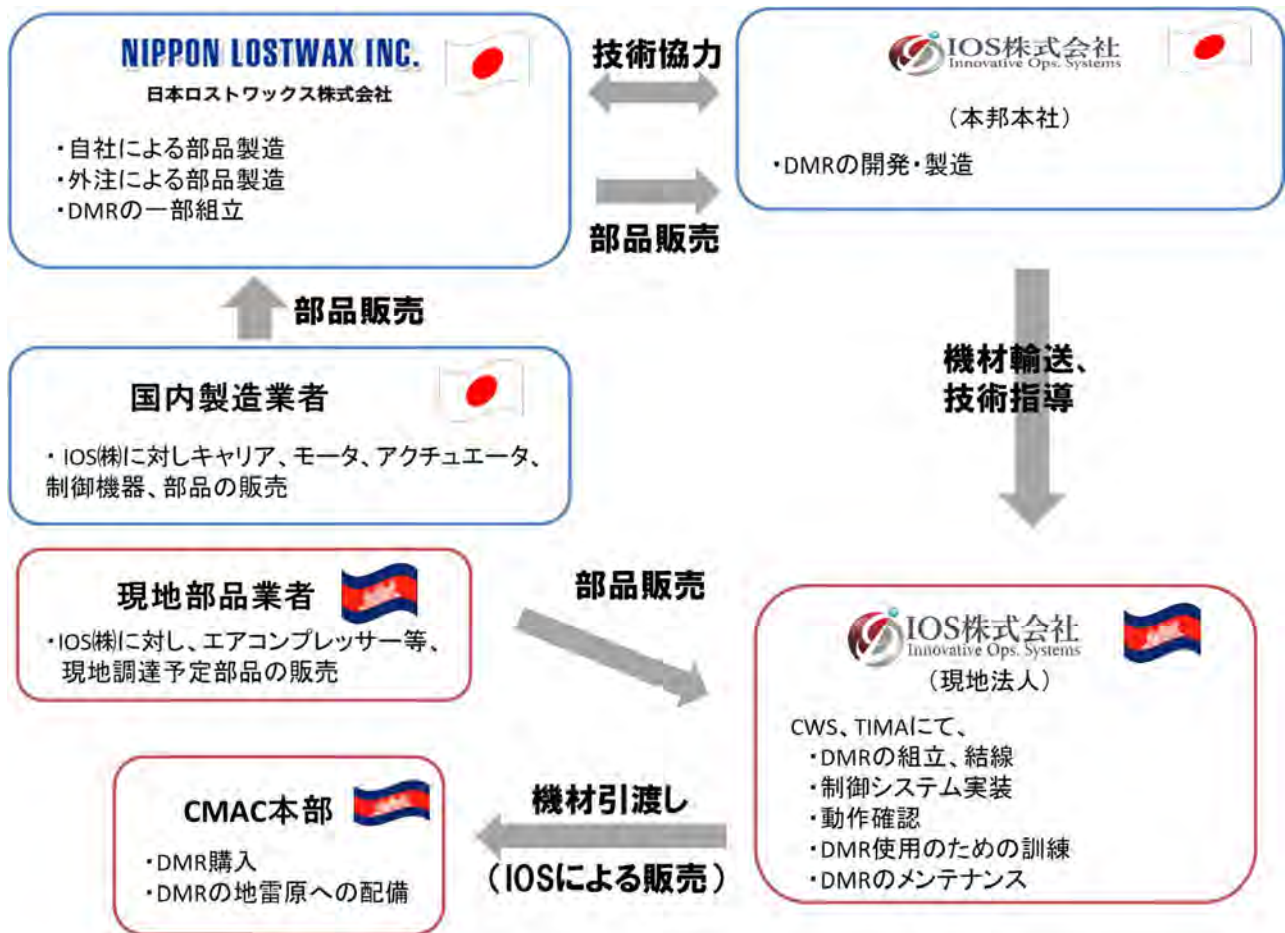 NIPPON LOSTWAX INC.
日本ロストワックス株式会社
・自社による部品製造
・外注による部品製造
・DMRの一部組立
技術協力
部品販売
IOS株式会社
Innovative Ops. Systems
（本邦本社）
・DMRの開発・製造
部品販売
国内製造業者
・IOS㈱に対しキャリア、モータ、アクチュエータ、
制御機器、部品の販売
機材輸送、
技術指導
現地部品業者
・IOS㈱に対し、エアコンプレッサー等、
現地調達予定部品の販売
部品販売
IOS株式会社
Innovative Ops. Systems
（現地法人）
CWS、TIMAにて、
・DMRの組立、結線
・制御システム実装
・動作確認
・DMR使用のための訓練
・DMRのメンテナンス
機材引渡し
（IOSによる販売）
CMAC本部
・DMR購入
・DMRの地雷原への配備